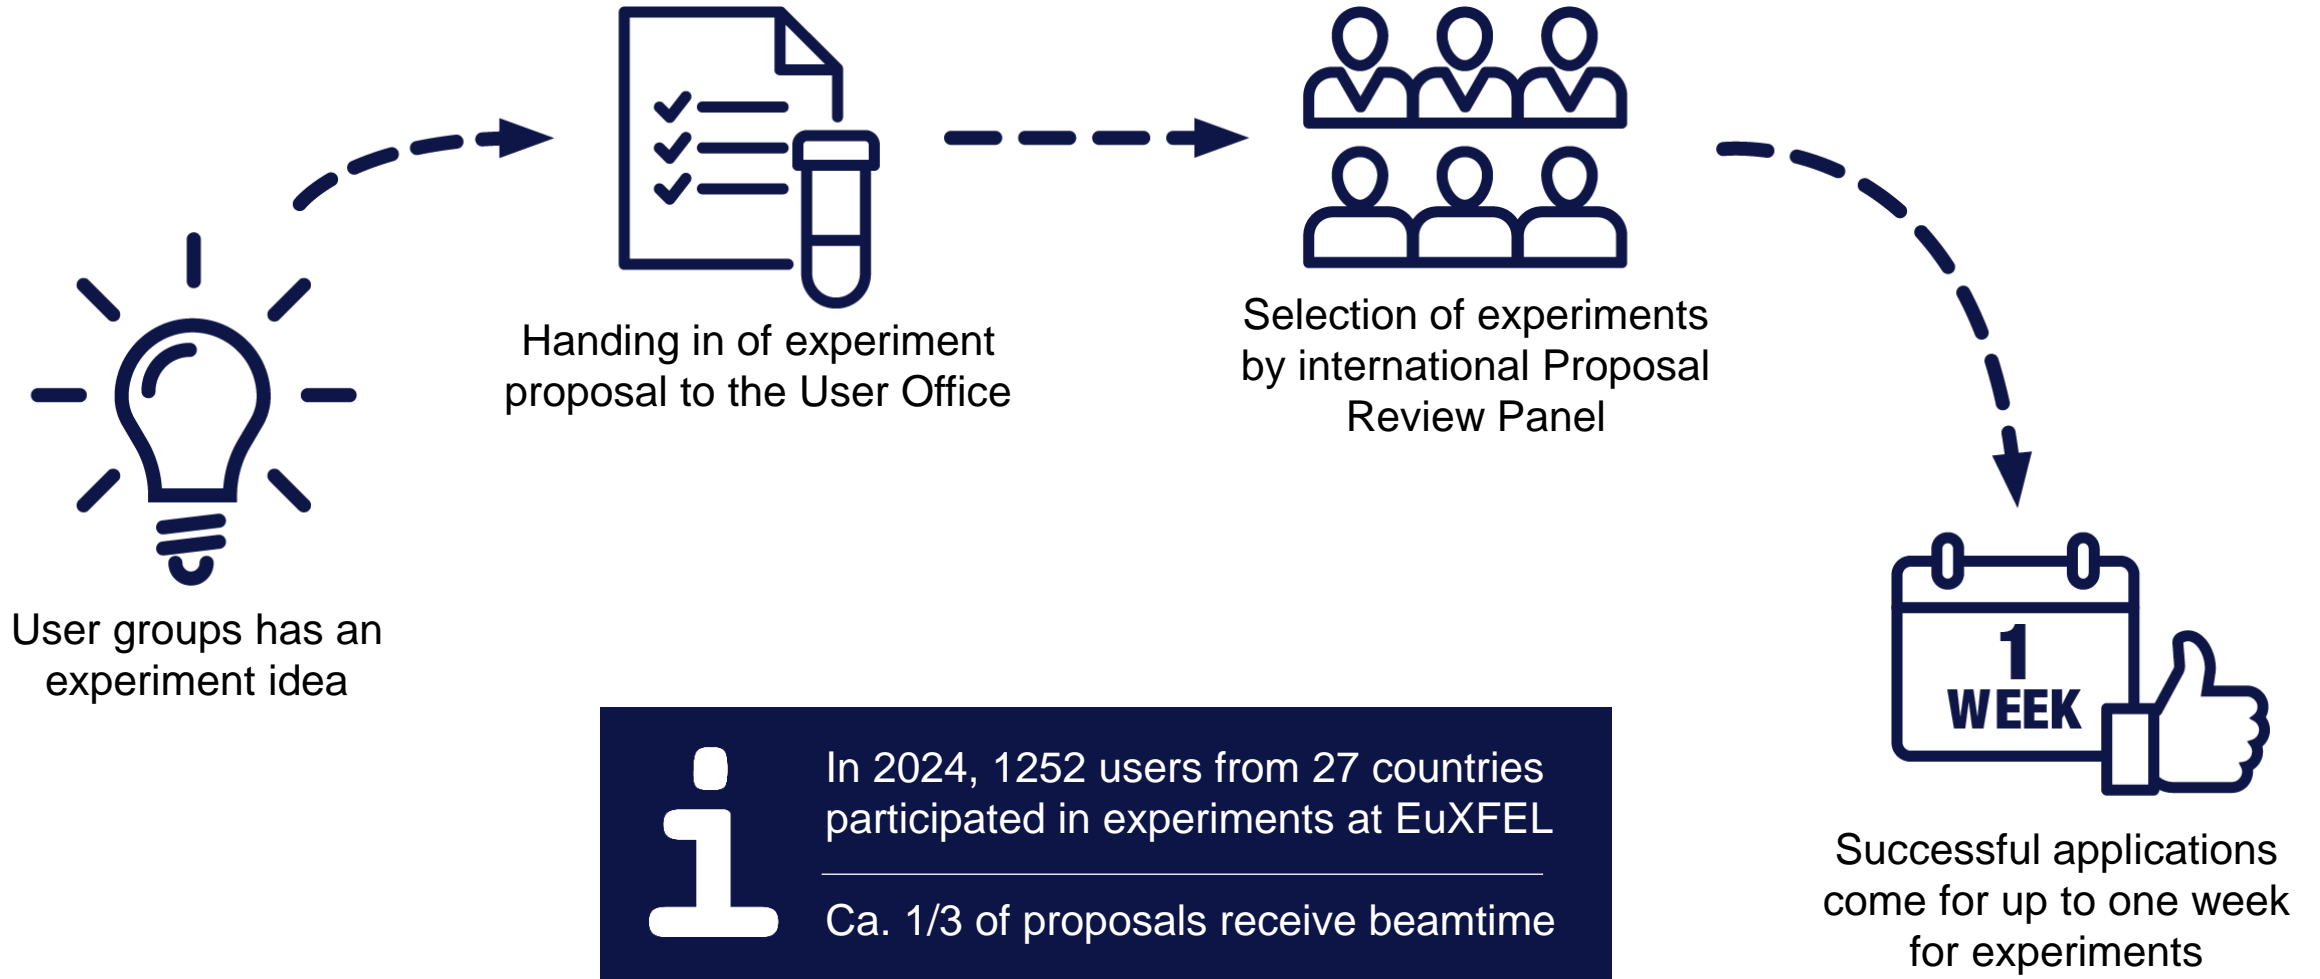 User groups has an
experiment idea
Handing in of experiment
proposal to the User Office
Selection of experiments
by international Proposal
Review Panel
1
WEEK
Successful applications
come for up to one week
for experiments
i
In 2024, 1252 users from 27 countries
participated in experiments at EuXFEL
Ca. 1/3 of proposals receive beamtime